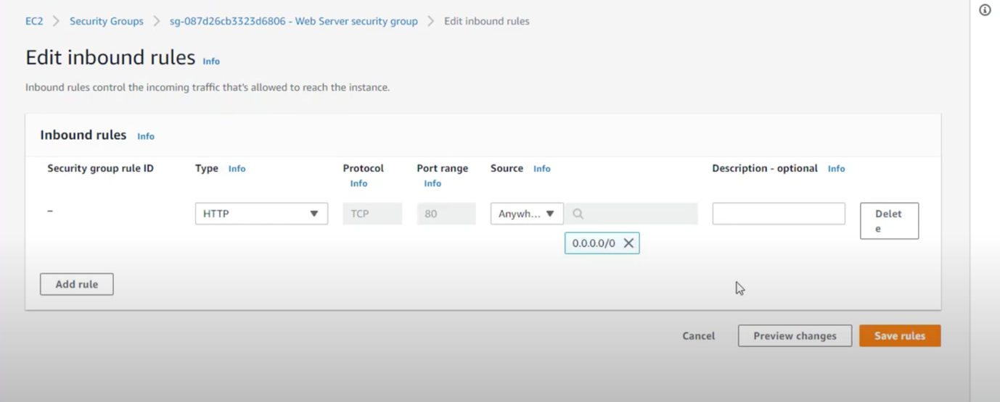 EC2 > Security Groups > sg-087d26cb3323d6806 - Web Server security group > Edit inbound rules
Edit inbound rules Info
Inbound rules control the incoming traffic that's allowed to reach the instance.
Inbound rules Info
Security group rule ID Type Info Protocol Info Port range Info Source Info Description - optional Info
– HTTP TCP 80 Anywh... Delete
0.0.0.0/0
Add rule
Cancel Preview changes Save rules